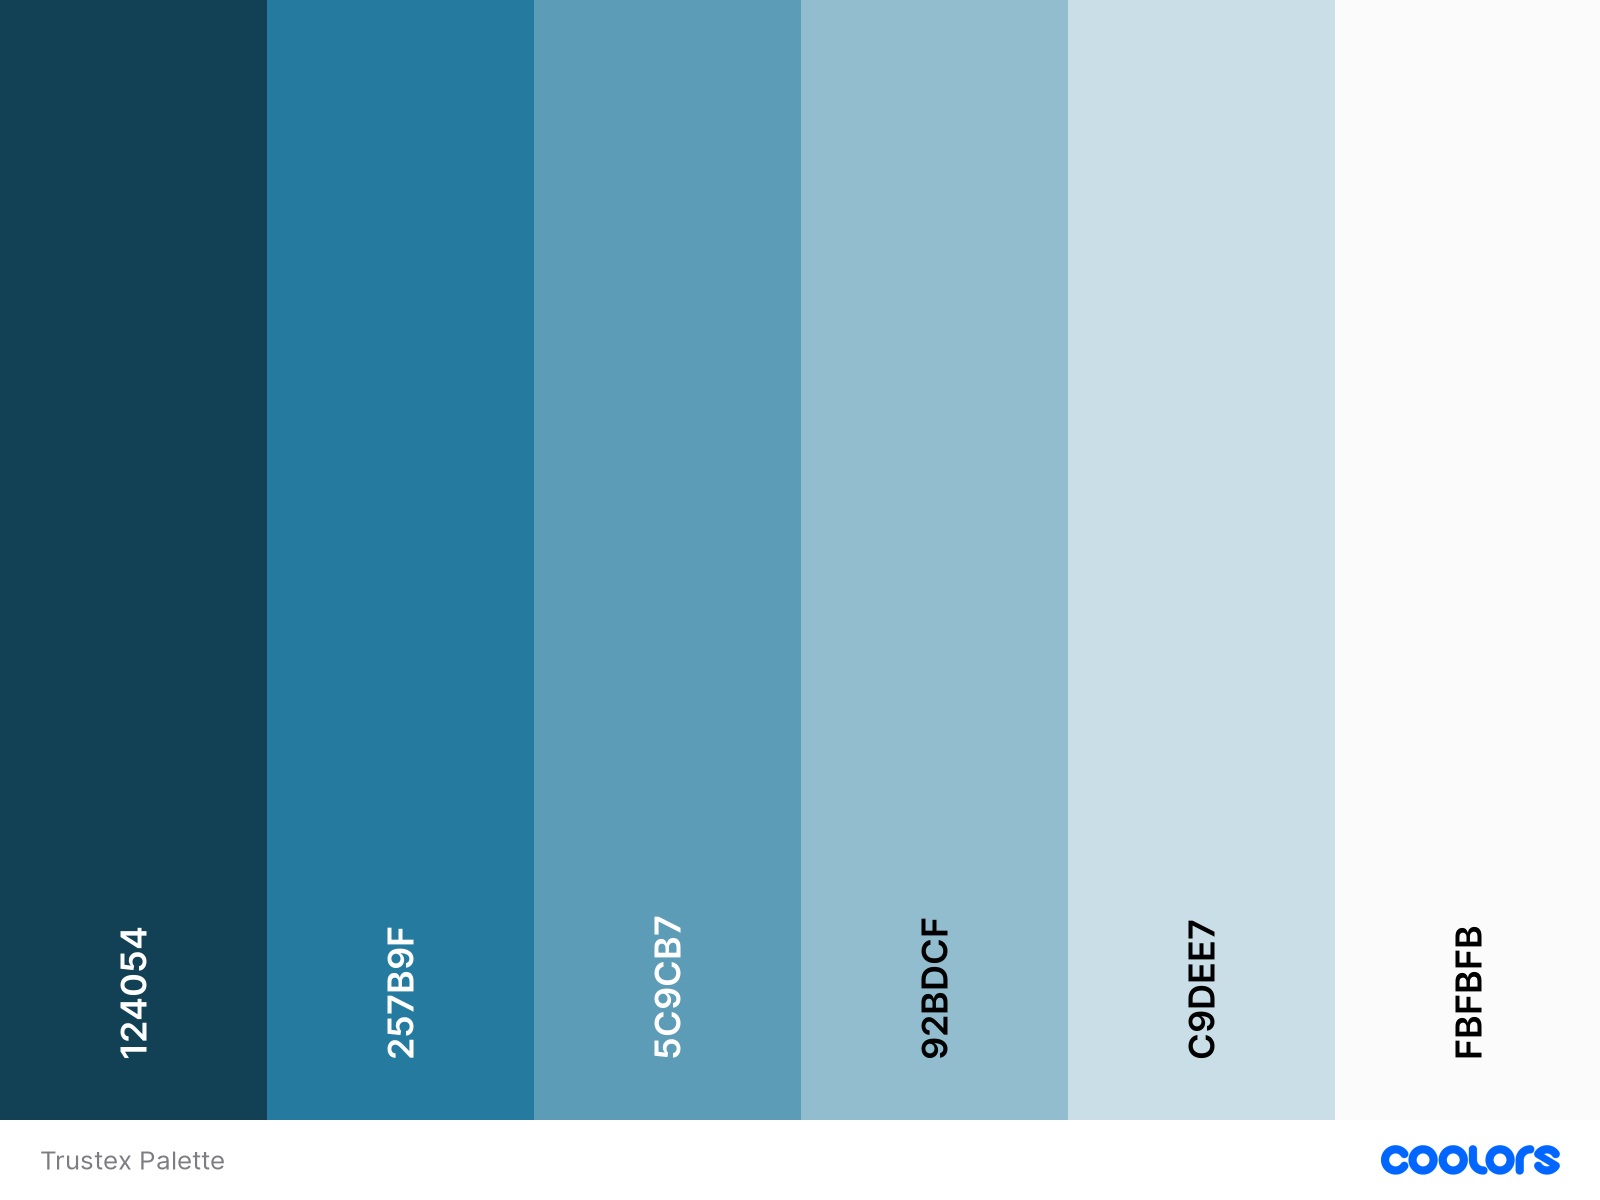 124054
257B9F
5C9CB7
92BDCF
C9DEE7
FBFBFB
Trustex Palette
coolors